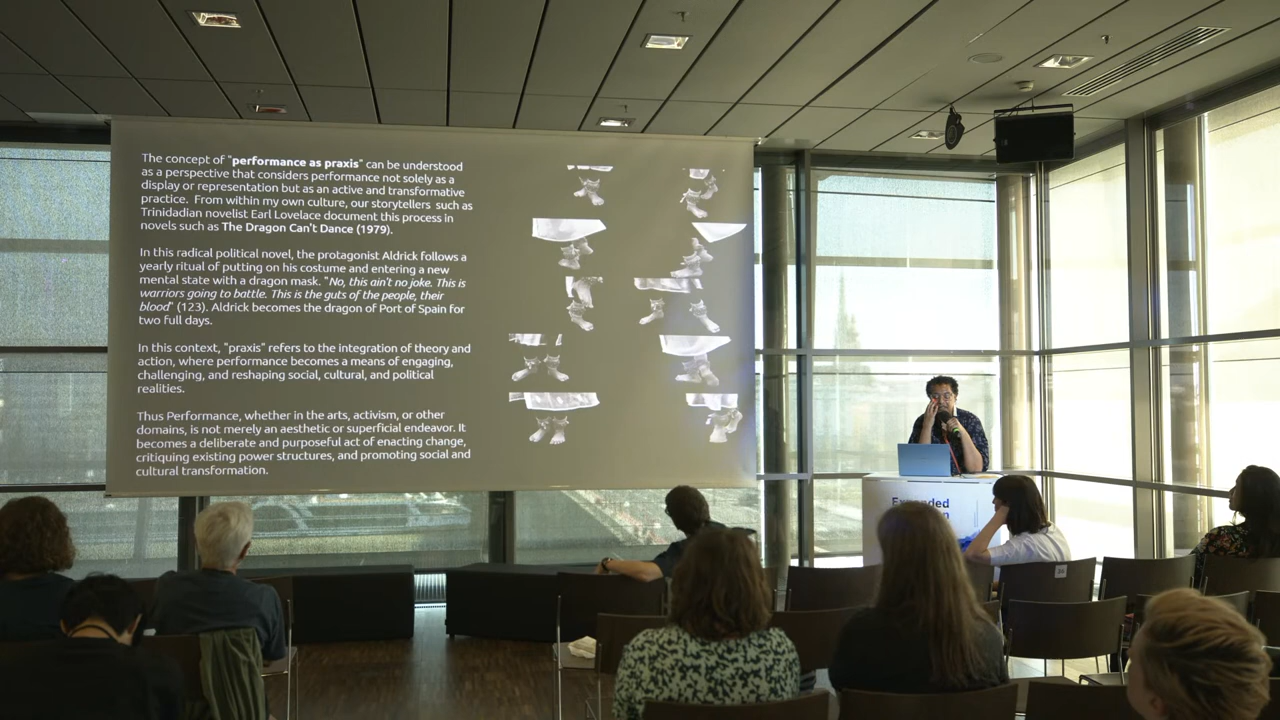 The concept of "performance as praxis" can be understood
as a perspective that considers performance not solely as a
display or representation but as an active and transformative
practice. From within my own culture, our storytellers such as
Trinidadian novelist Earl Lovelace document this process in
novels such as The Dragon Can't Dance (1979).
In this radical political novel, the protagonist Aldrick follows a
yearly ritual of putting on his costume and entering a new
mental state with a dragon mask. "No, this ain't no joke. This is
warriors going to battle. This is the guts of the people, their
blood" (123). Aldrick becomes the dragon of Port of Spain for
two full days.
In this context, "praxis" refers to the integration of theory and
action, where performance becomes a means of engaging,
challenging, and reshaping social, cultural, and political
realities.
Thus Performance, whether in the arts, activism, or other
domains, is not merely an aesthetic or superficial endeavor. It
becomes a deliberate and purposeful act of enacting change,
critiquing existing power structures, and promoting social and
cultural transformation.